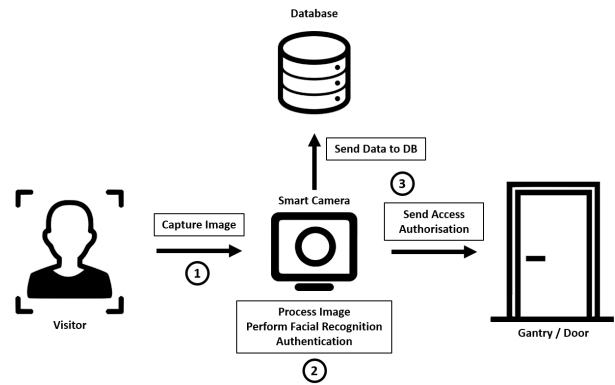 Database
Send Data to DB
3
Smart Camera
Capture Image
Send Access
Authorisation
1
Process Image
Perform Facial Recognition
Authentication
Visitor
Gantry / Door
2